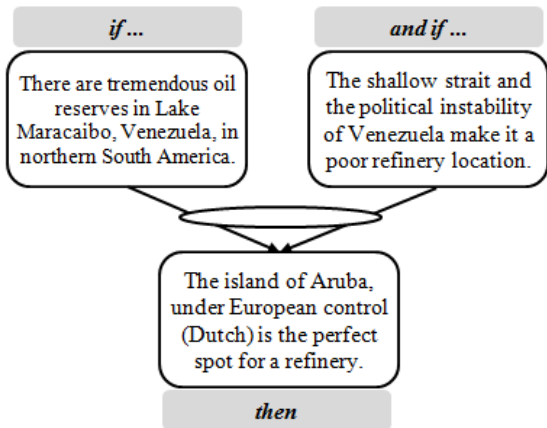 if ...
There are tremendous oil
reserves in Lake
Maracaibo, Venezuela, in
northern South America.
and if ...
The shallow strait and
the political instability
of Venezuela make it a
poor refinery location.
The island of Aruba,
under European control
(Dutch) is the perfect
spot for a refinery.
then